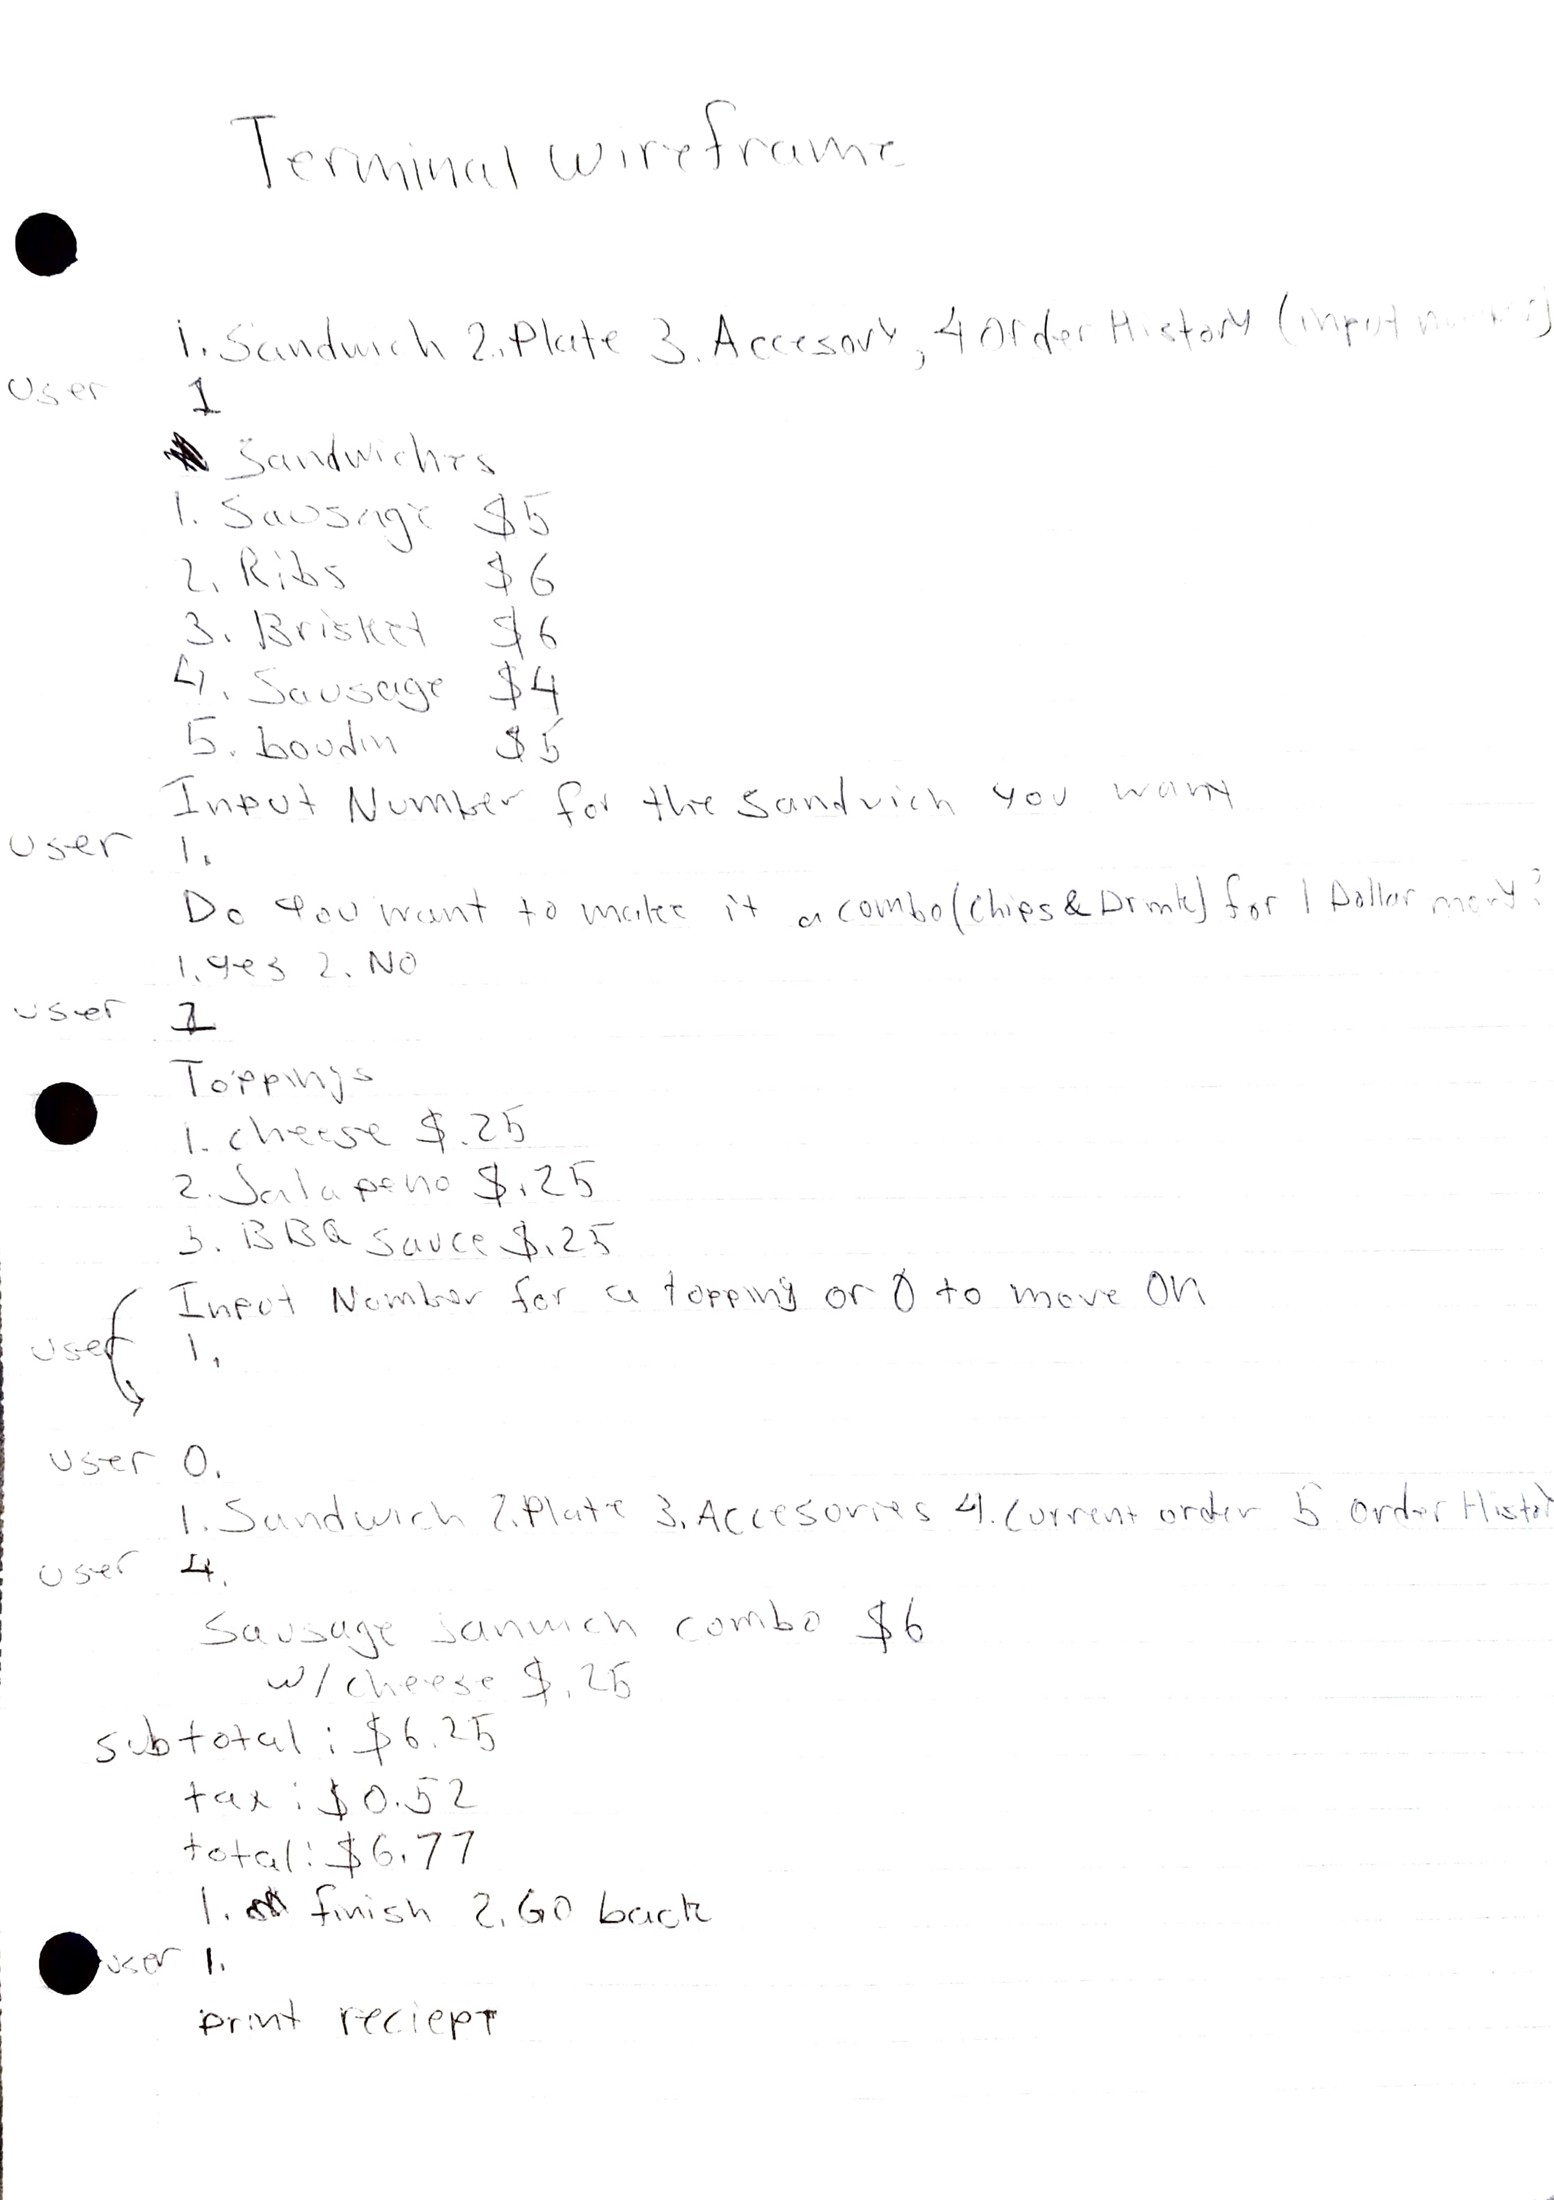 Terminal Wireframe
1. Sandwich 2. Plate 3. Accesory, 4 Order History (input
user 1
Sandwiches
1. Sausage $5
2. Ribs $6
3. Brisket $6
4. Sausage $4
5. boudin $5
Input Number for the sandwich you want
user 1.
Do you want to make it a combo (Chips & Drink) for 1 Dollar
1. yes 2. NO
user 1
Toppings
1. cheese $.25
2. Jalapeno $.25
3. BBQ sauce $.25
Input Number for a topping or 0 to move on
user 1.
user 0.
1. Sandwich 2. Plate 3. Accesories 4. Current order 5 Order Histor
user 4.
Sausage sanwich combo $6
w/ cheese $.25
subtotal: $6.25
tax: $0.52
total: $6.77
1. finish 2. Go back
user 1.
print reciept